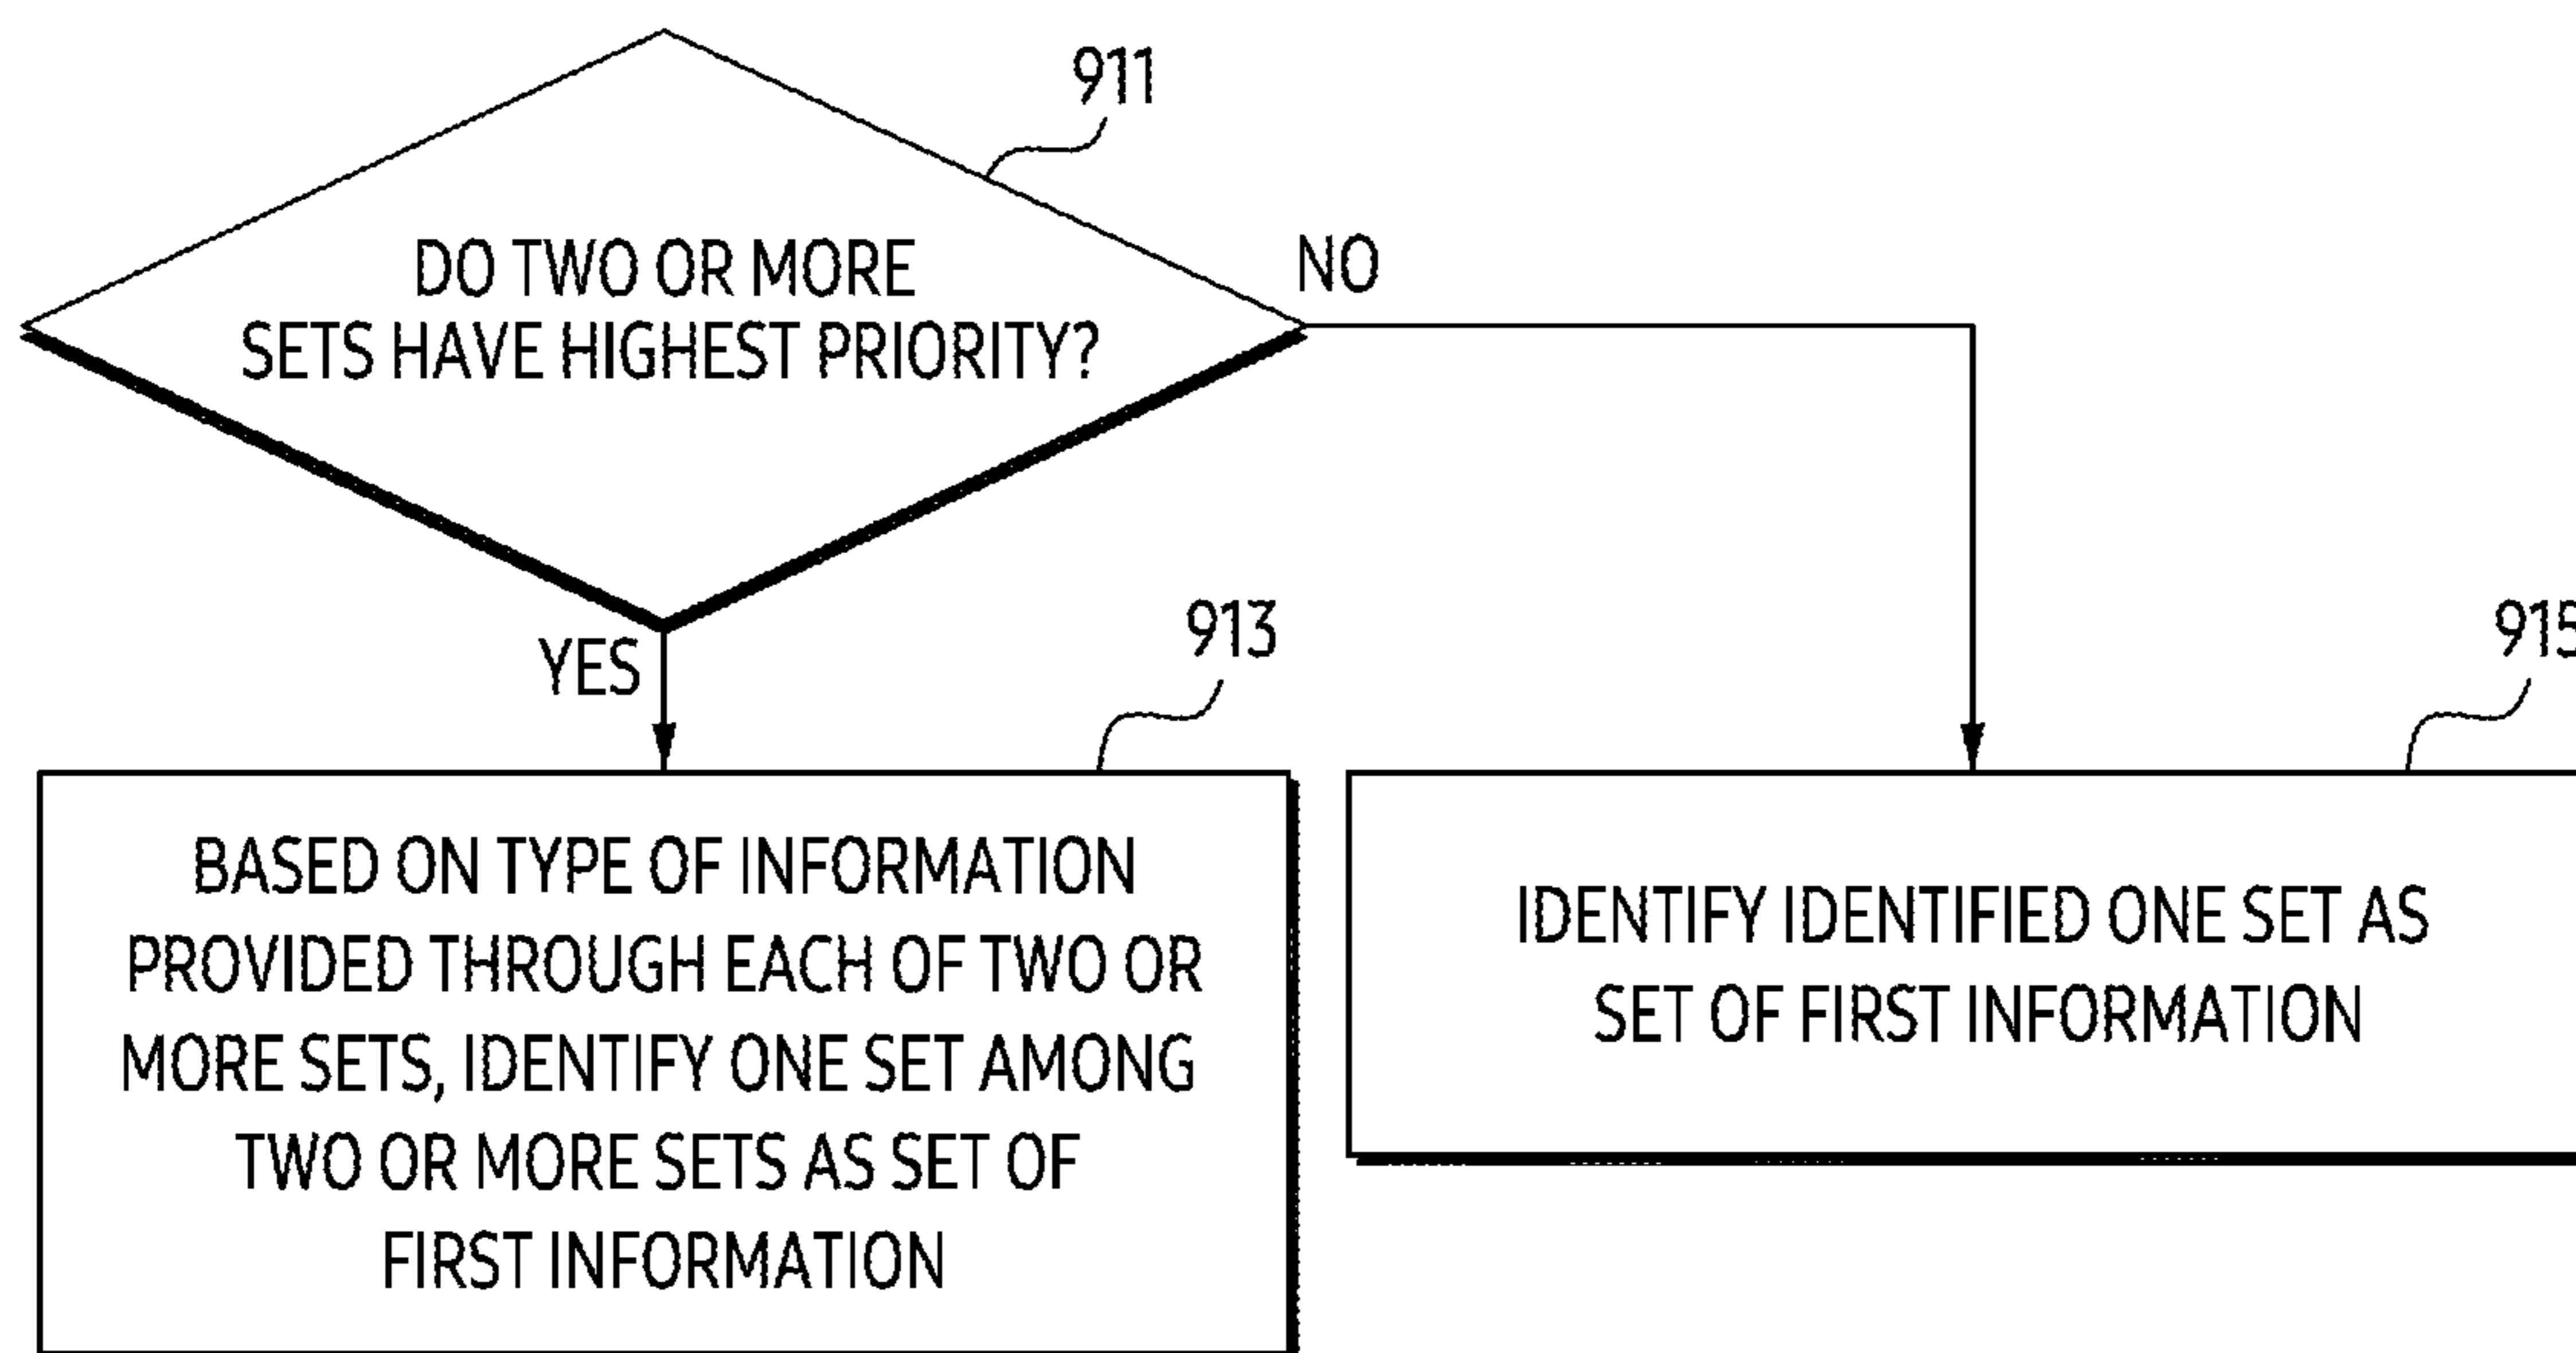 911
DO TWO OR MORE
SETS HAVE HIGHEST PRIORITY?
NO
YES
913
BASED ON TYPE OF INFORMATION
PROVIDED THROUGH EACH OF TWO OR
MORE SETS, IDENTIFY ONE SET AMONG
TWO OR MORE SETS AS SET OF
FIRST INFORMATION
915
IDENTIFY IDENTIFIED ONE SET AS
SET OF FIRST INFORMATION